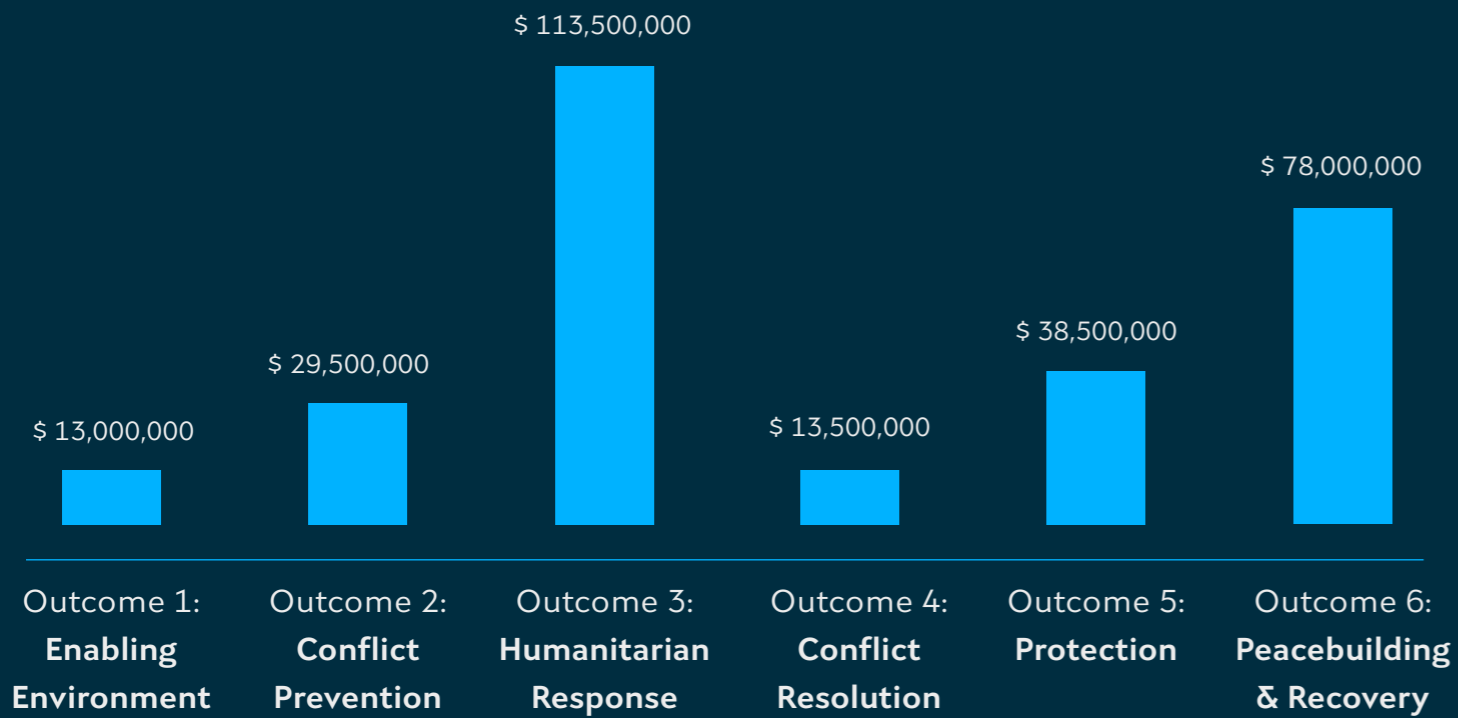 $ 113,500,000
$ 78,000,000
$ 38,500,000
$ 29,500,000
$ 13,500,000
$ 13,000,000
Outcome 1:
Enabling
Environment
Outcome 2:
Conflict
Prevention
Outcome 3:
Humanitarian
Response
Outcome 4:
Conflict
Resolution
Outcome 5:
Protection
Outcome 6:
Peacebuilding
& Recovery